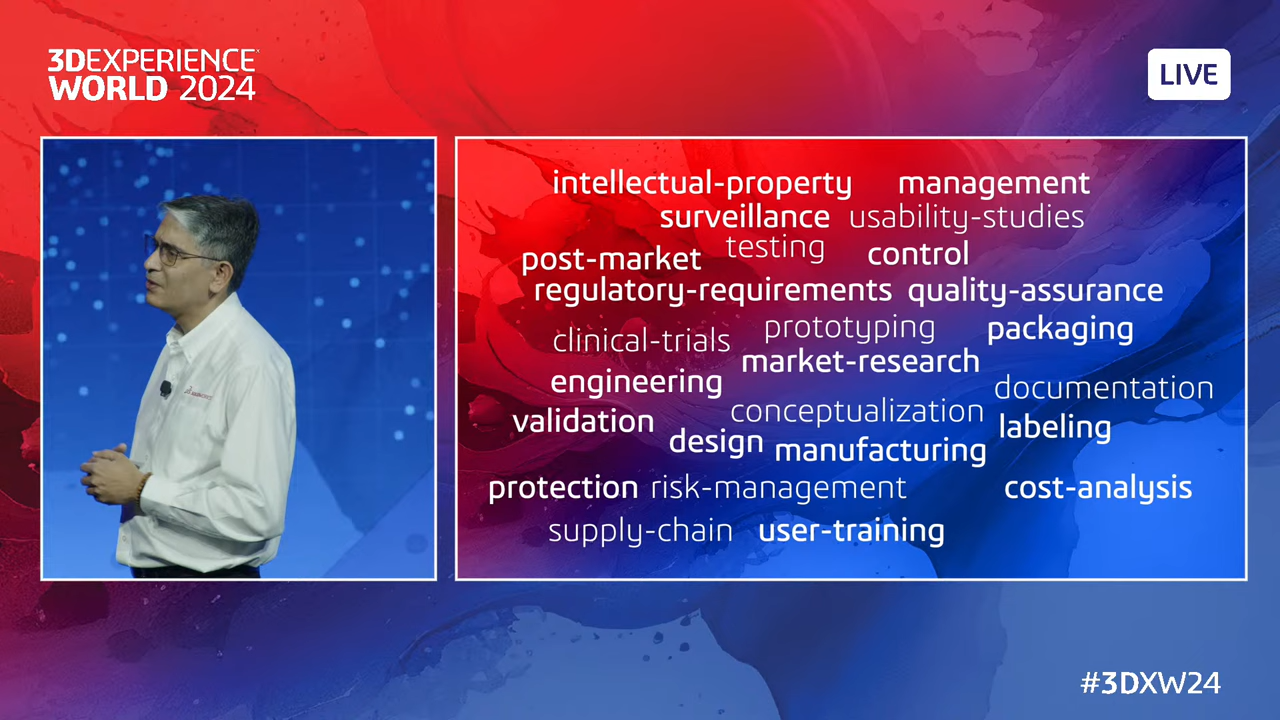 3DEXPERIENCE
WORLD 2024
LIVE
intellectual-property management
surveillance usability-studies
testing
post-market control
regulatory-requirements quality-assurance
clinical-trials prototyping packaging
market-research
engineering documentation
validation conceptualization labeling
design manufacturing
protection risk-management cost-analysis
supply-chain user-training
#3DXW24